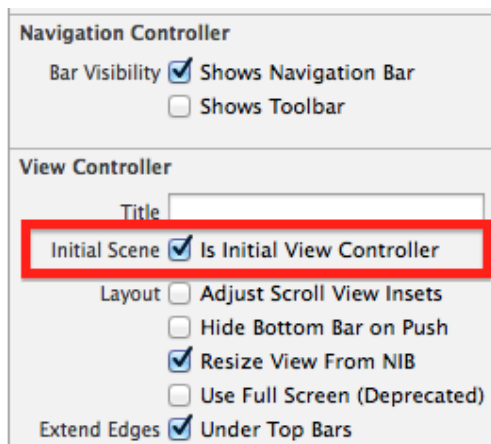 Navigation Controller
Bar Visibility Shows Navigation Bar
Shows Toolbar
View Controller
Title
Initial Scene Is Initial View Controller
Layout Adjust Scroll View Insets
Hide Bottom Bar on Push
Resize View From NIB
Use Full Screen (Deprecated)
Extend Edges Under Top Bars